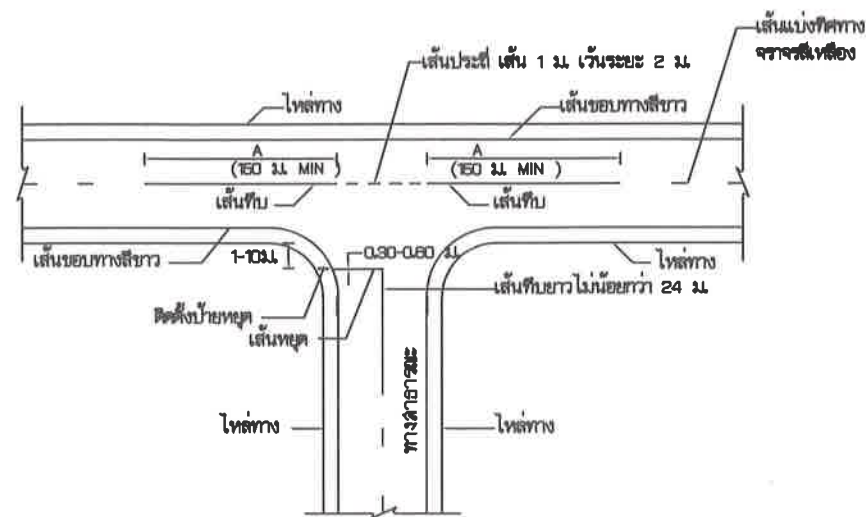 เส้นแบ่งทิศทาง
จราจรสีเหลือง
เส้นประถี่ เส้น 1 ม. เว้นระยะ 2 ม.
ไหล่ทาง
เส้นขอบทางสีขาว
A
(150 ม. MIN )
A
(150 ม. MIN )
เส้นทึบ
เส้นทึบ
เส้นขอบทางสีขาว
1-10ม.
0.30-0.60 ม.
ไหล่ทาง
เส้นทึบยาวไม่น้อยกว่า 24 ม.
ติดตั้งป้ายหยุด
เส้นหยุด
ทางสาธารณะ
ไหล่ทาง
ไหล่ทาง